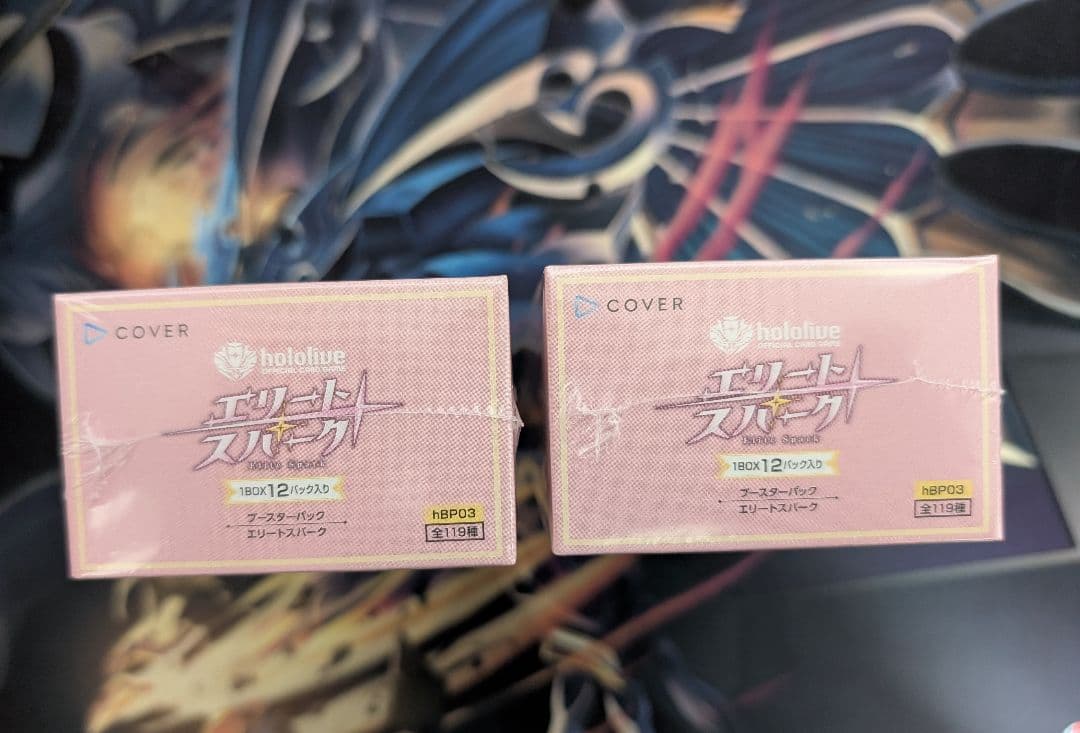 COVER
hololive
OFFICIAL CARD GAME
エリート
スパーク
Elite Spark
1BOX12パック入り
ブースターパック
エリートスパーク
hBP03
全119種
COVER
hololive
OFFICIAL CARD GAME
エリート
スパーク
Elite Spark
1BOX12パック入り
ブースターパック
エリートスパーク
hBP03
全119種